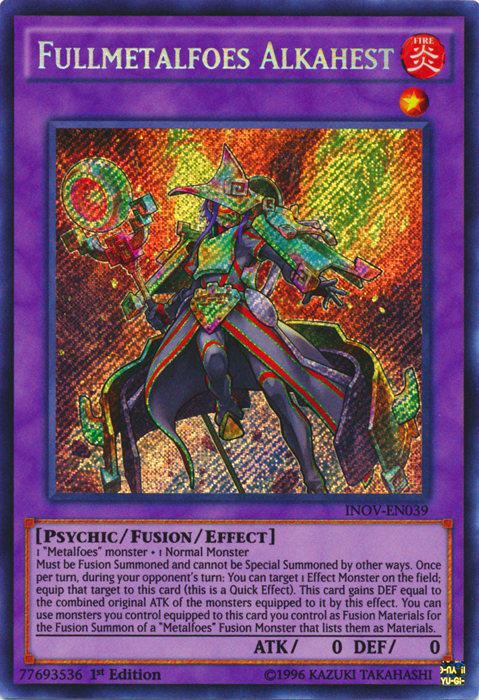 FULLMETALFOES ALKAHEST
FIRE
炎
INOV-EN039
[PSYCHIC/FUSION/EFFECT]
1 "Metalfoes" monster + 1 Normal Monster
Must be Fusion Summoned and cannot be Special Summoned by other ways. Once
per turn, during your opponent's turn: You can target 1 Effect Monster on the field;
equip that target to this card (this is a Quick Effect). This card gains DEF equal to
the combined original ATK of the monsters equipped to it by this effect. You can
use monsters you control equipped to this card you control as Fusion Materials for
the Fusion Summon of a "Metalfoes" Fusion Monster that lists them as Materials.
ATK/ 0 DEF/ 0
77693536 1st Edition ©1996 KAZUKI TAKAHASHI
YU-GI-